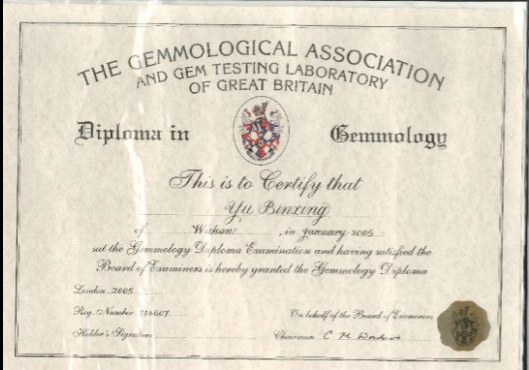 THE GEMMOLOGICAL ASSOCIATION
AND GEM TESTING LABORATORY
OF GREAT BRITAIN
Diploma in Gemmology
This is to Certify that
Yu Binxing
of Wuhan , in January 2005
sat the Gemmology Diploma Examination and having satisfied the
Board of Examiners is hereby granted the Gemmology Diploma
London 2005
Reg. Number
On behalf of the Board of Examiners
Holder's Signature
Chairman